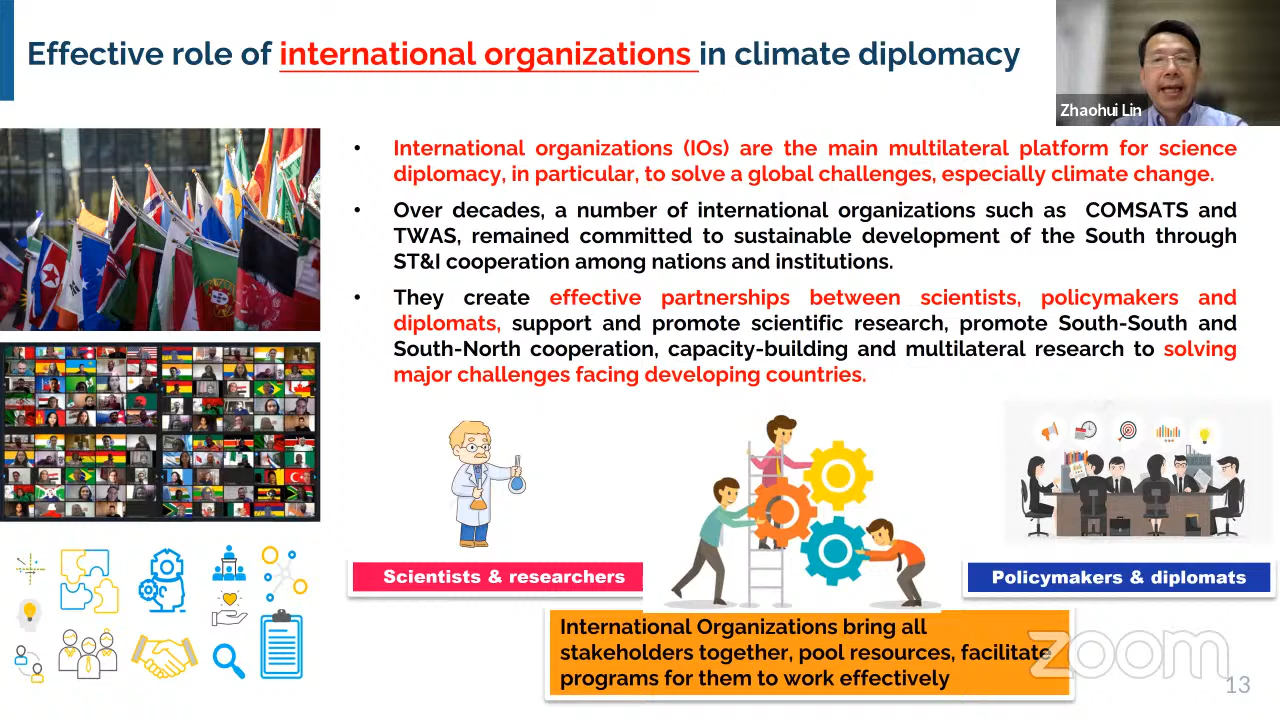 Effective role of international organizations in climate diplomacy
Zhaohui Lin
• International organizations (IOs) are the main multilateral platform for science
diplomacy, in particular, to solve a global challenges, especially climate change.
• Over decades, a number of international organizations such as COMSATS and
TWAS, remained committed to sustainable development of the South through
ST&I cooperation among nations and institutions.
• They create effective partnerships between scientists, policymakers and
diplomats, support and promote scientific research, promote South-South and
South-North cooperation, capacity-building and multilateral research to solving
major challenges facing developing countries.
Scientists & researchers
Policymakers & diplomats
International Organizations bring all
stakeholders together, pool resources, facilitate
programs for them to work effectively
zoom
13